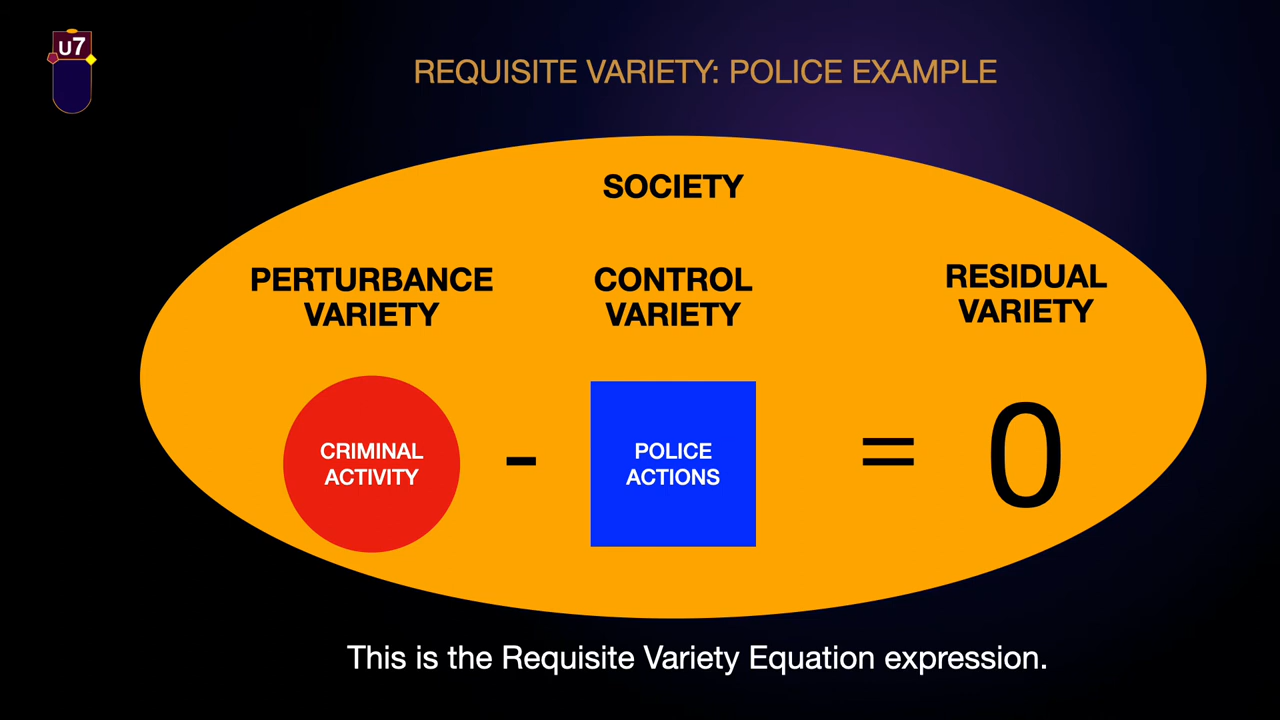 U7
REQUISITE VARIETY: POLICE EXAMPLE
SOCIETY
PERTURBANCE
VARIETY
CONTROL
VARIETY
RESIDUAL
VARIETY
CRIMINAL
ACTIVITY
-
POLICE
ACTIONS
=
0
This is the Requisite Variety Equation expression.